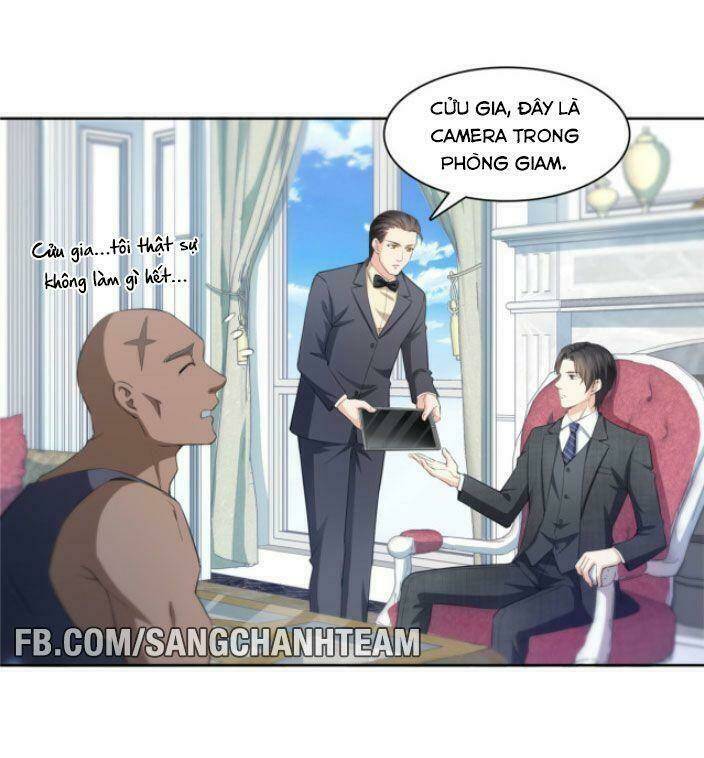 CỬU GIA, ĐÂY LÀ
CAMERA TRONG
PHÒNG GIAM.
Cửu gia...tôi thật sự
không làm gì hết...
FB.COM/SANGCHANHTEAM